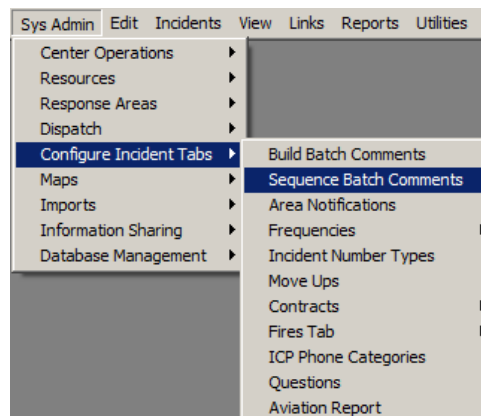 Sys Admin Edit Incidents View Links Reports Utilities
Center Operations
Resources
Response Areas
Dispatch
Configure Incident Tabs
Maps
Imports
Information Sharing
Database Management
Build Batch Comments
Sequence Batch Comments
Area Notifications
Frequencies
Incident Number Types
Move Ups
Contracts
Fires Tab
ICP Phone Categories
Questions
Aviation Report